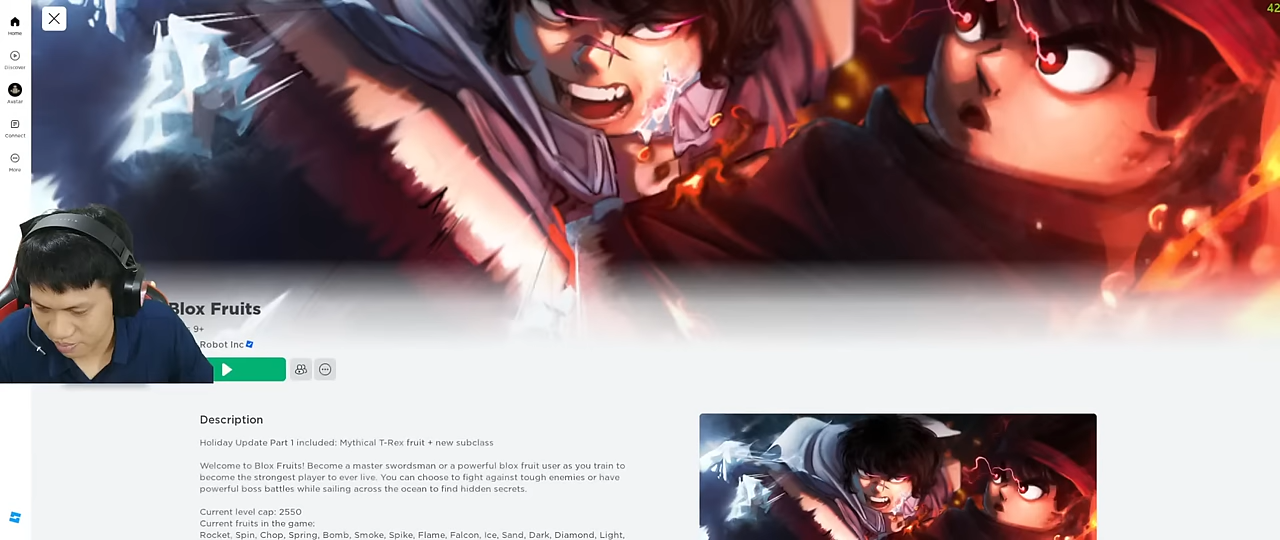 42
Home
Discover
Avatar
Connect
More
Blox Fruits
9+
Robot Inc
Description
Holiday Update Part 1 included: Mythical T-Rex fruit + new subclass
Welcome to Blox Fruits! Become a master swordsman or a powerful blox fruit user as you train to
become the strongest player to ever live. You can choose to fight against tough enemies or have
powerful boss battles while sailing across the ocean to find hidden secrets.
Current level cap: 2550
Current fruits in the game:
Rocket, Spin, Chop, Spring, Bomb, Smoke, Spike, Flame, Falcon, Ice, Sand, Dark, Diamond, Light,